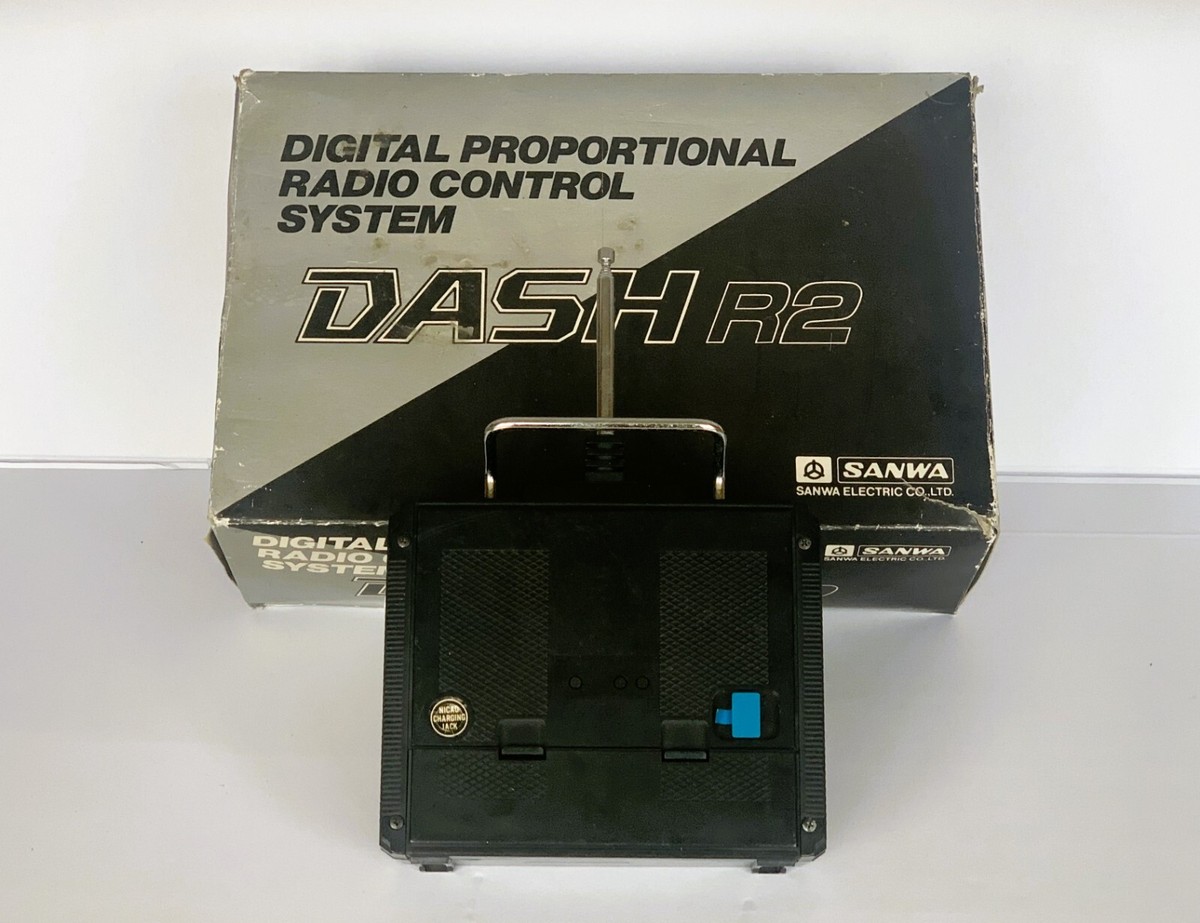 DIGITAL PROPORTIONAL
RADIO CONTROL
SYSTEM
DASH R2
SANWA
SANWA ELECTRIC CO.,LTD.
DIGITAL
RADIO
SYSTEM
SANWA
SANWA ELECTRIC CO.,LTD.
NICAD
CHARGING
JACK